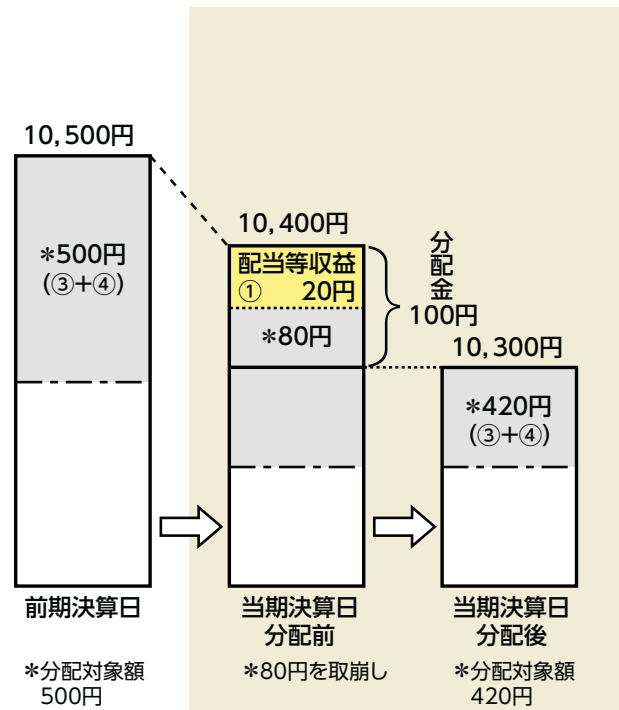 10,500円
*500円
(③+④)
前期決算日
*分配対象額
500円
10,400円
配当等収益
① 20円
*80円
分配金
100円
当期決算日
分配前
*80円を取崩し
10,300円
*420円
(③+④)
当期決算日
分配後
*分配対象額
420円